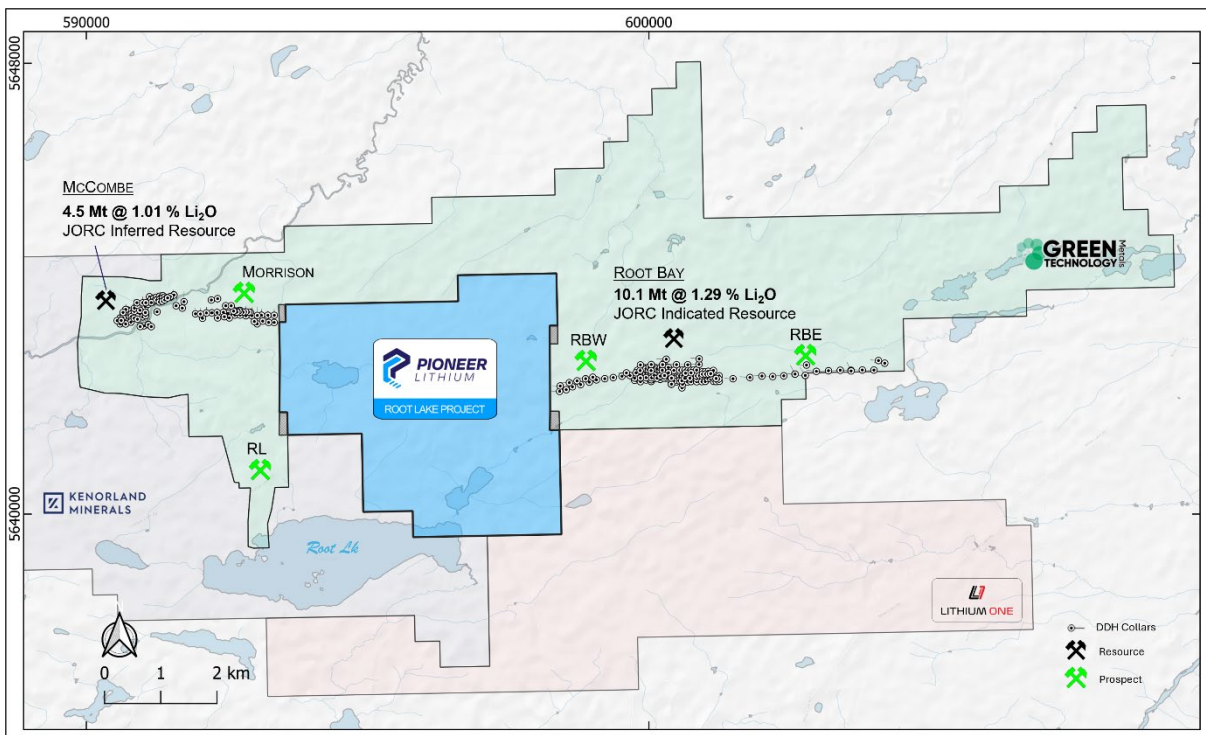 590000
600000
5648000
McCombe
4.5 Mt @ 1.01 % Li₂O
JORC Inferred Resource
Morrison
GREEN
TECHNOLOGY
Metals
Root Bay
10.1 Mt @ 1.29 % Li₂O
JORC Indicated Resource
RBW
RBE
PIONEER
LITHIUM
ROOT LAKE PROJECT
RL
KENORLAND
MINERALS
5640000
Root Lk
LITHIUM ONE
0 1 2 km
DDH Collars
Resource
Prospect